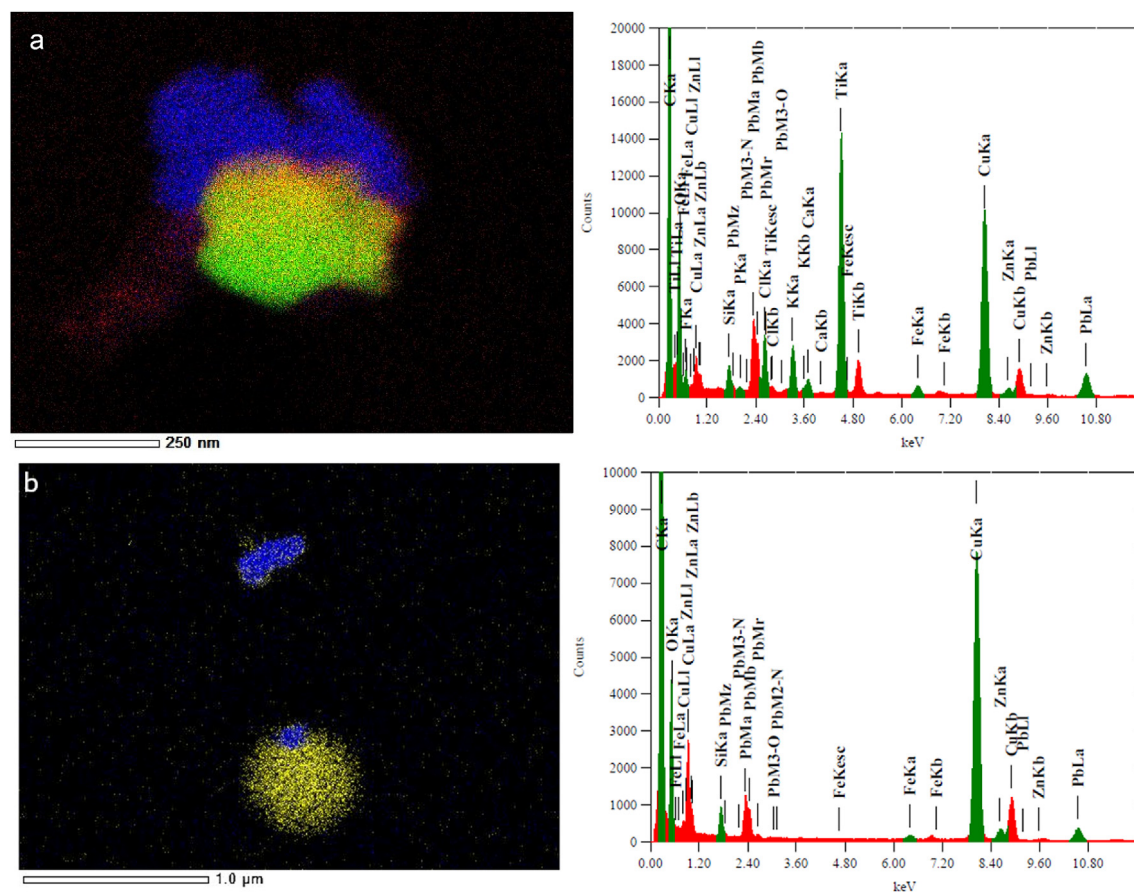 a
250 nm
20000
18000
16000
14000
12000
10000
8000
6000
4000
2000
0
Counts
CKa
OKa
FKa
SiKa
PbMz
PKa
PbM3-N
PbMa
PbMb
ClKa
TiKesc
PbMr
ClKb
PbM3-O
KKa
KKb
CaKa
CaKb
TiKa
FeKesc
TiKb
FeKa
FeKb
CuKa
ZnKa
CuKb
PbLl
ZnKb
PbLa
TiLl TiLa
CuLl ZnLl
CuLa ZnLa ZnLb
0.00 1.20 2.40 3.60 4.80 6.00 7.20 8.40 9.60 10.80
keV
b
1.0 µm
10000
9000
8000
7000
6000
5000
4000
3000
2000
1000
0
Counts
CKa
OKa
FeLl FeLa CuLl
CuLa ZnLl ZnLa ZnLb
SiKa PbMz
PbMa PbM3-N
PbMb PbMr
PbM3-O PbM2-N
FeKesc
FeKa
FeKb
CuKa
ZnKa
CuKb
PbLl
ZnKb
PbLa
0.00 1.20 2.40 3.60 4.80 6.00 7.20 8.40 9.60 10.80
keV